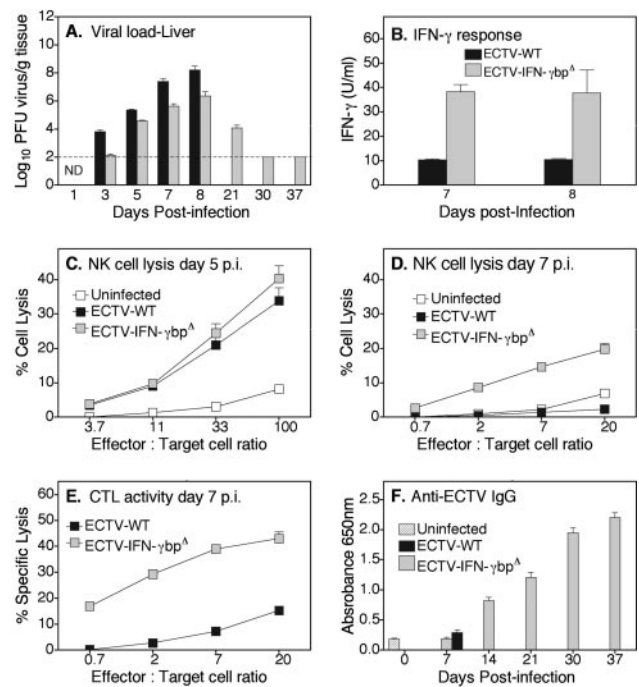 A. Viral load-Liver
Log10 PFU virus/g tissue
12
10
8
6
4
2
0
ND
1 3 5 7 8 21 30 37
Days Post-infection
B. IFN-γ response
ECTV-WT
ECTV-IFN-γbpΔ
IFN-γ (U/ml)
60
50
40
30
20
10
0
7 8
Days post-Infection
C. NK cell lysis day 5 p.i.
Uninfected
ECTV-WT
ECTV-IFN-γbpΔ
% Cell Lysis
40
30
20
10
0
3.7 11 33 100
Effector : Target cell ratio
D. NK cell lysis day 7 p.i.
Uninfected
ECTV-WT
ECTV-IFN-γbpΔ
% Cell Lysis
40
30
20
10
0
0.7 2 7 20
Effector : Target cell ratio
E. CTL activity day 7 p.i.
ECTV-WT
ECTV-IFN-γbpΔ
% Specific Lysis
60
50
40
30
20
10
0
0.7 2 7 20
Effector : Target cell ratio
F. Anti-ECTV IgG
Uninfected
ECTV-WT
ECTV-IFN-γbpΔ
Absrobance 650nm
2.5
2.0
1.5
1.0
0.5
0.0
0 7 14 21 30 37
Days Post-infection